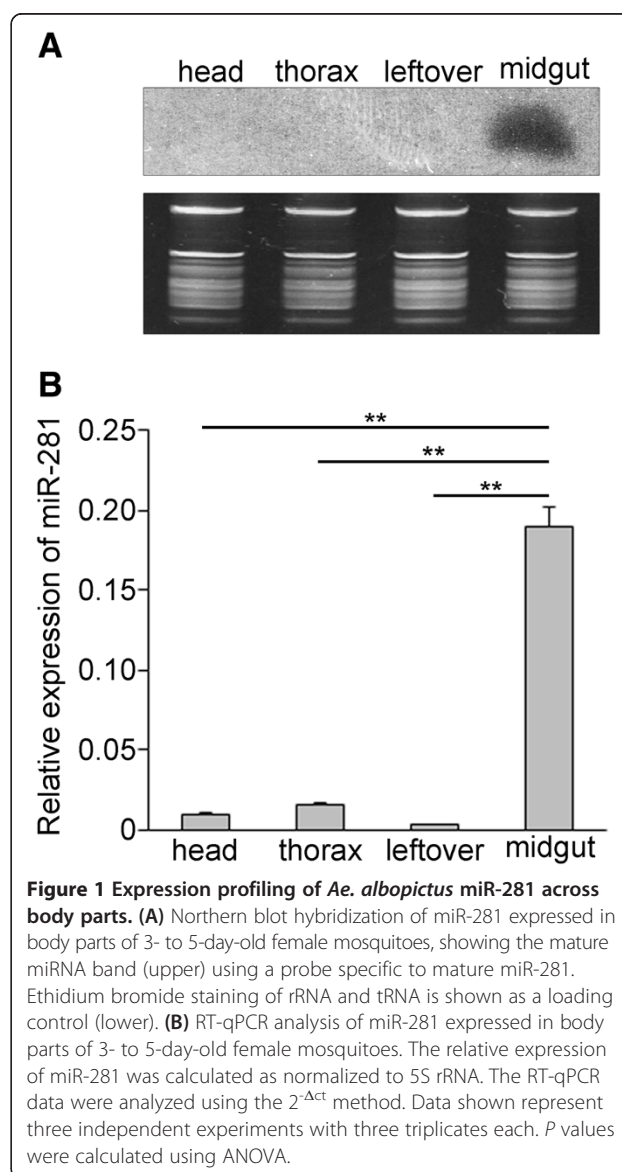 A
head thorax leftover midgut
B
Relative expression of miR-281
0.25
0.20
0.15
0.10
0.05
0
**
**
**
head thorax leftover midgut
Figure 1 Expression profiling of Ae. albopictus miR-281 across
body parts. (A) Northern blot hybridization of miR-281 expressed in
body parts of 3- to 5-day-old female mosquitoes, showing the mature
miRNA band (upper) using a probe specific to mature miR-281.
Ethidium bromide staining of rRNA and tRNA is shown as a loading
control (lower). (B) RT-qPCR analysis of miR-281 expressed in body
parts of 3- to 5-day-old female mosquitoes. The relative expression
of miR-281 was calculated as normalized to 5S rRNA. The RT-qPCR
data were analyzed using the 2^-Δct method. Data shown represent
three independent experiments with three triplicates each. P values
were calculated using ANOVA.